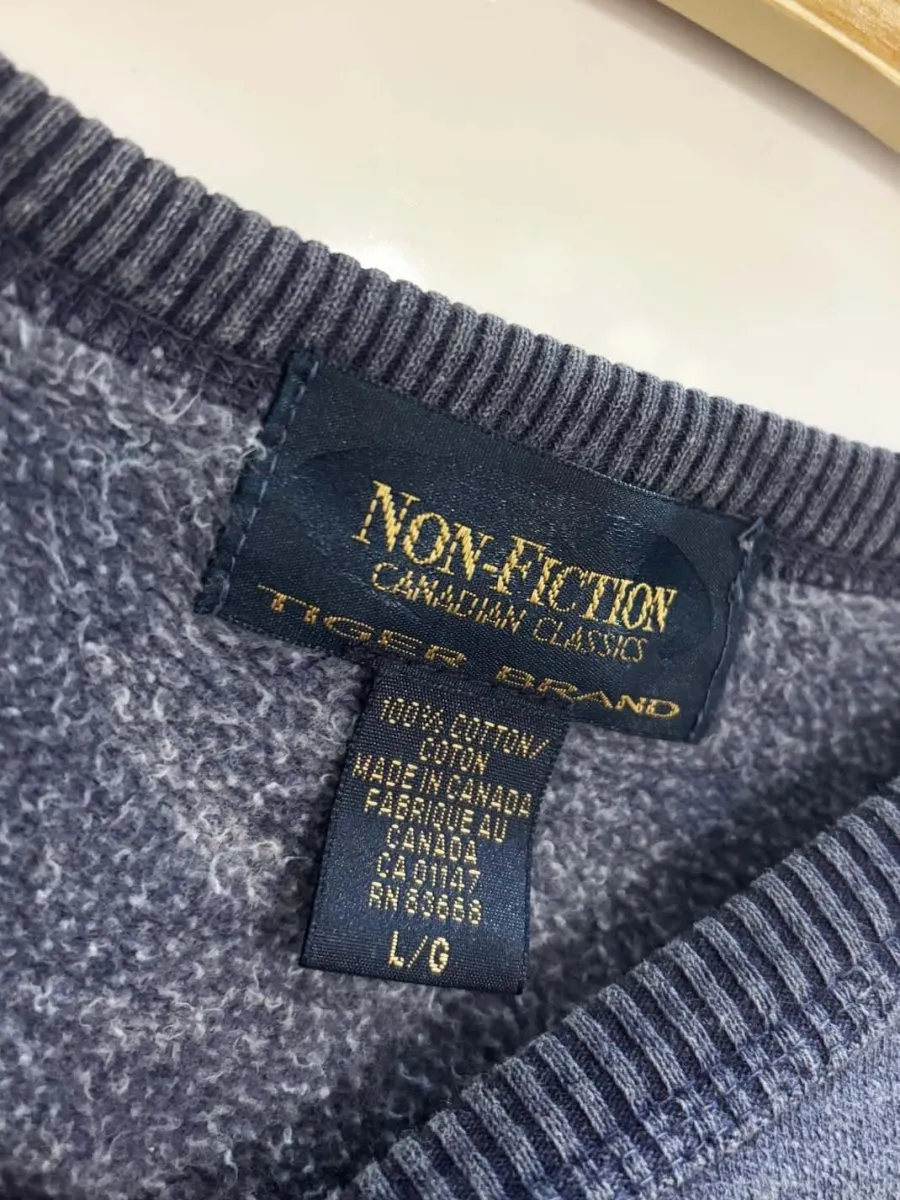 NON-FICTION
CANADIAN CLASSICS
TIGER BRAND
100% COTTON/
COTON
MADE IN CANADA
FABRIQUE AU
CANADA
CA 01147
RN 83668
L/G